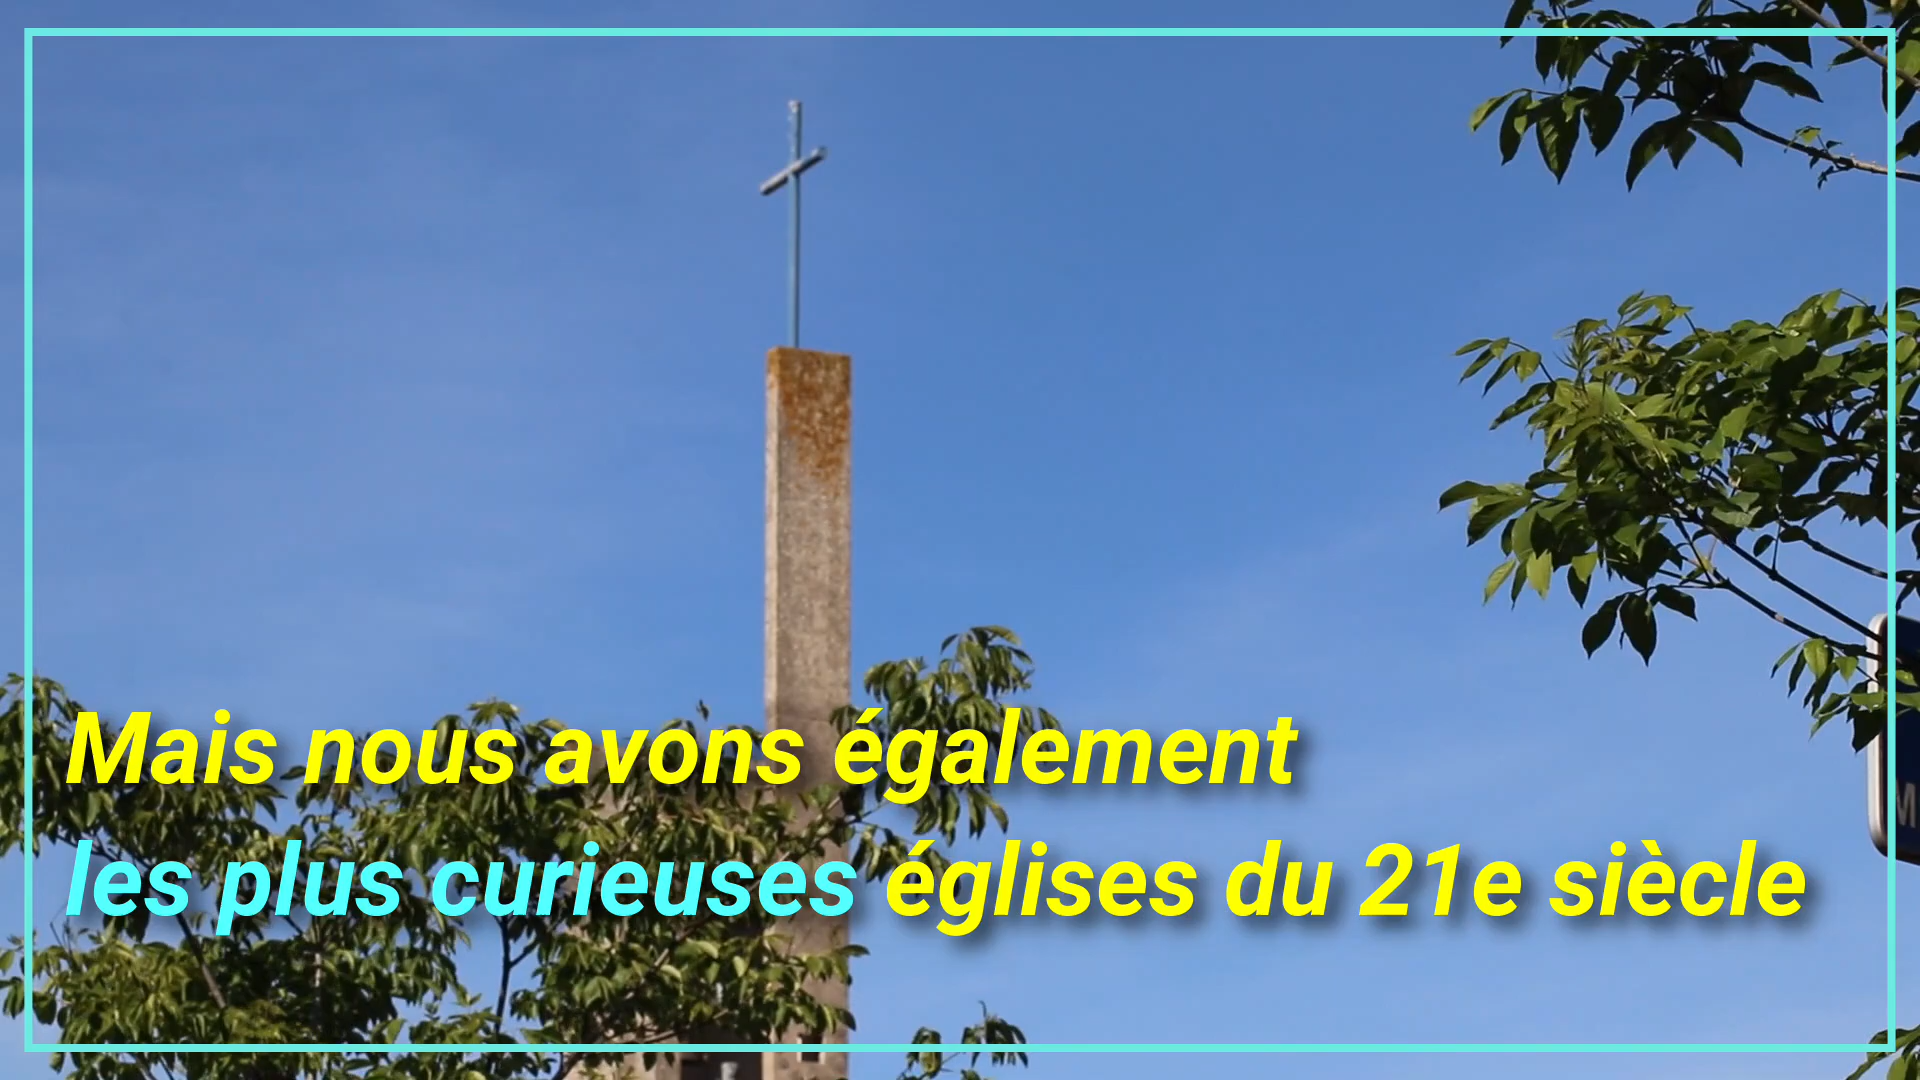 Mais nous avons également
les plus curieuses églises du 21e siècle
M